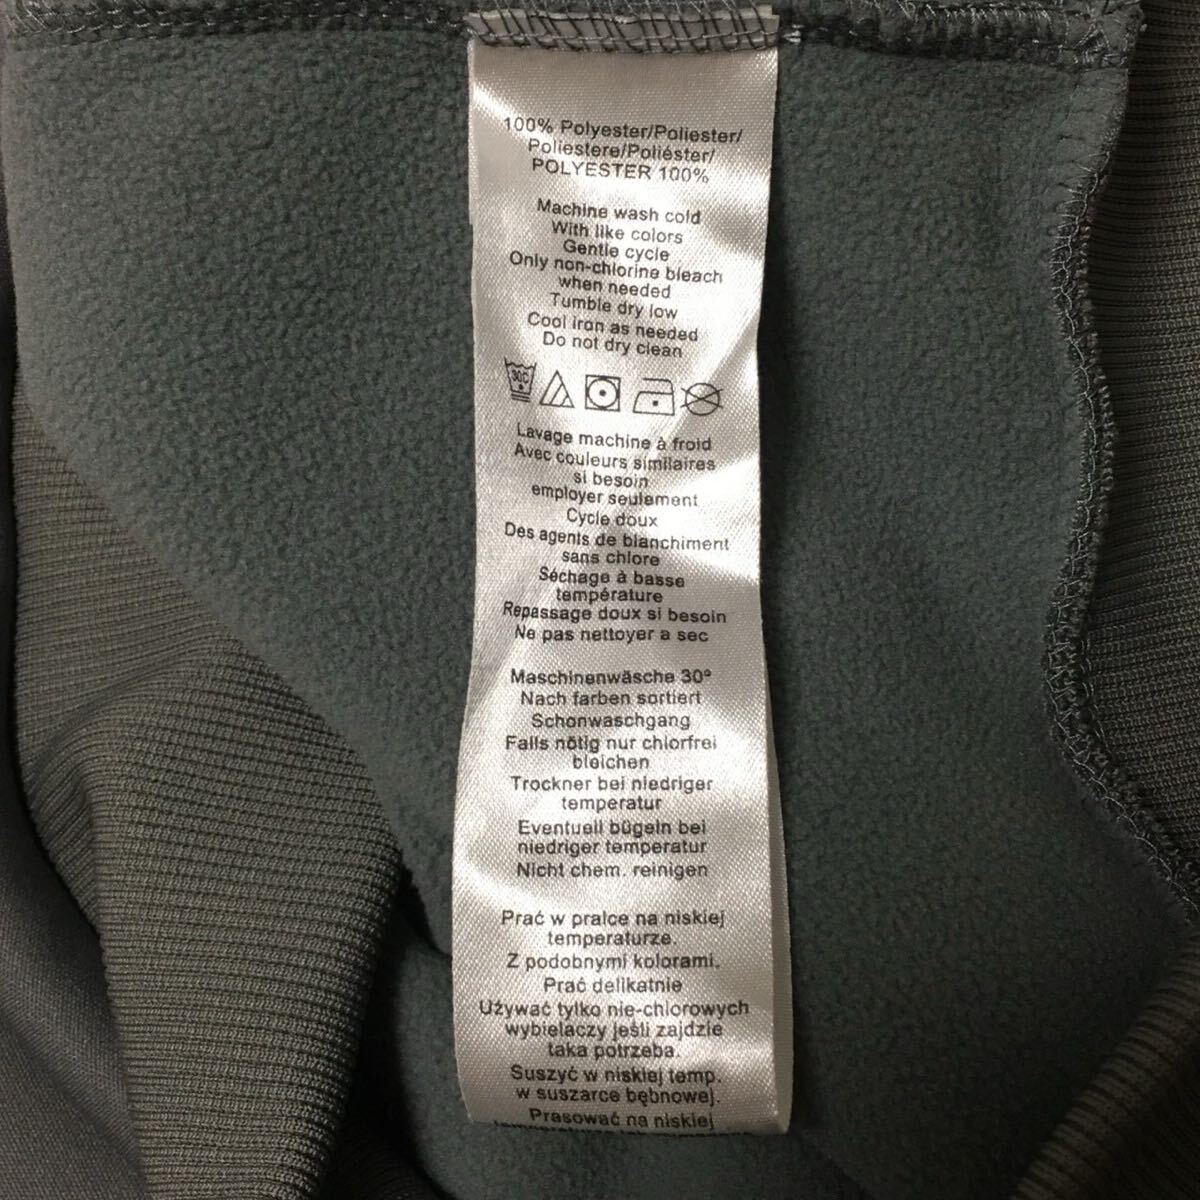 100% Polyester/Poliester/
Poliestere/Poliéster/
POLYESTER 100%
Machine wash cold
With like colors
Gentle cycle
Only non-chlorine bleach
when needed
Tumble dry low
Cool iron as needed
Do not dry clean
30C
Lavage machine à froid
Avec couleurs similaires
si besoin
employer seulement
Cycle doux
Des agents de blanchiment
sans chlore
Séchage à basse
température
Repassage doux si besoin
Ne pas nettoyer a sec
Maschinenwäsche 30°
Nach farben sortiert
Schonwaschgang
Falls nötig nur chlorfrei
bleichen
Trockner bei niedriger
temperatur
Eventuell bügeln bei
niedriger temperatur
Nicht chem. reinigen
Prać w pralce na niskiej
temperaturze.
Z podobnymi kolorami.
Prać delikatnie
Używać tylko nie-chlorowych
wybielaczy jeśli zajdzie
taka potrzeba.
Suszyć w niskiej temp.
w suszarce bębnowej.
Prasować na niskiej